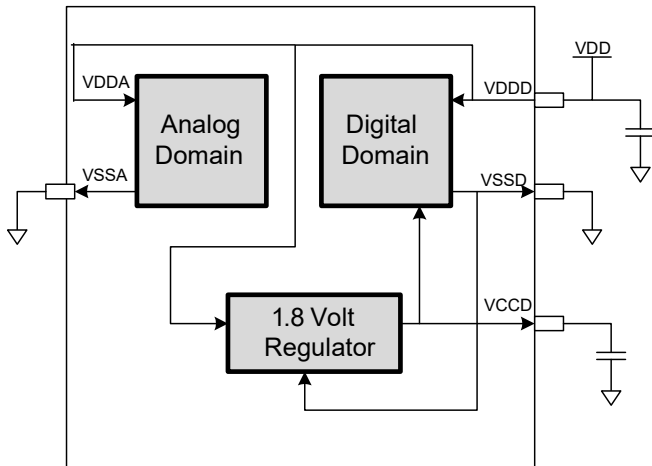 VDD
VDDA
VDDD
Analog
Domain
Digital
Domain
VSSA
VSSD
1.8 Volt
Regulator
VCCD